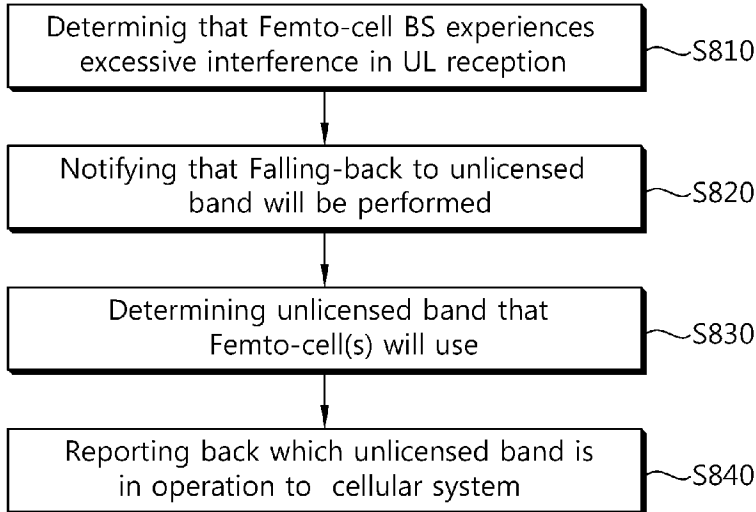 Determinig that Femto-cell BS experiences
excessive interference in UL reception
S810
Notifying that Falling-back to unlicensed
band will be performed
S820
Determining unlicensed band that
Femto-cell(s) will use
S830
Reporting back which unlicensed band is
in operation to cellular system
S840